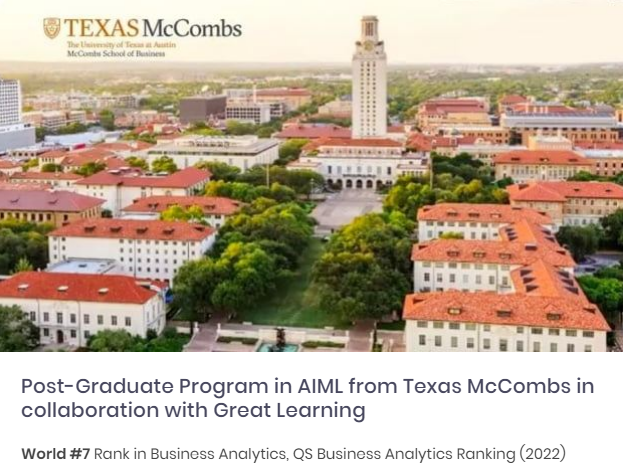 TEXAS McCombs
The University of Texas at Austin
McCombs School of Business
Post-Graduate Program in AIML from Texas McCombs in
collaboration with Great Learning
World #7 Rank in Business Analytics, QS Business Analytics Ranking (2022)